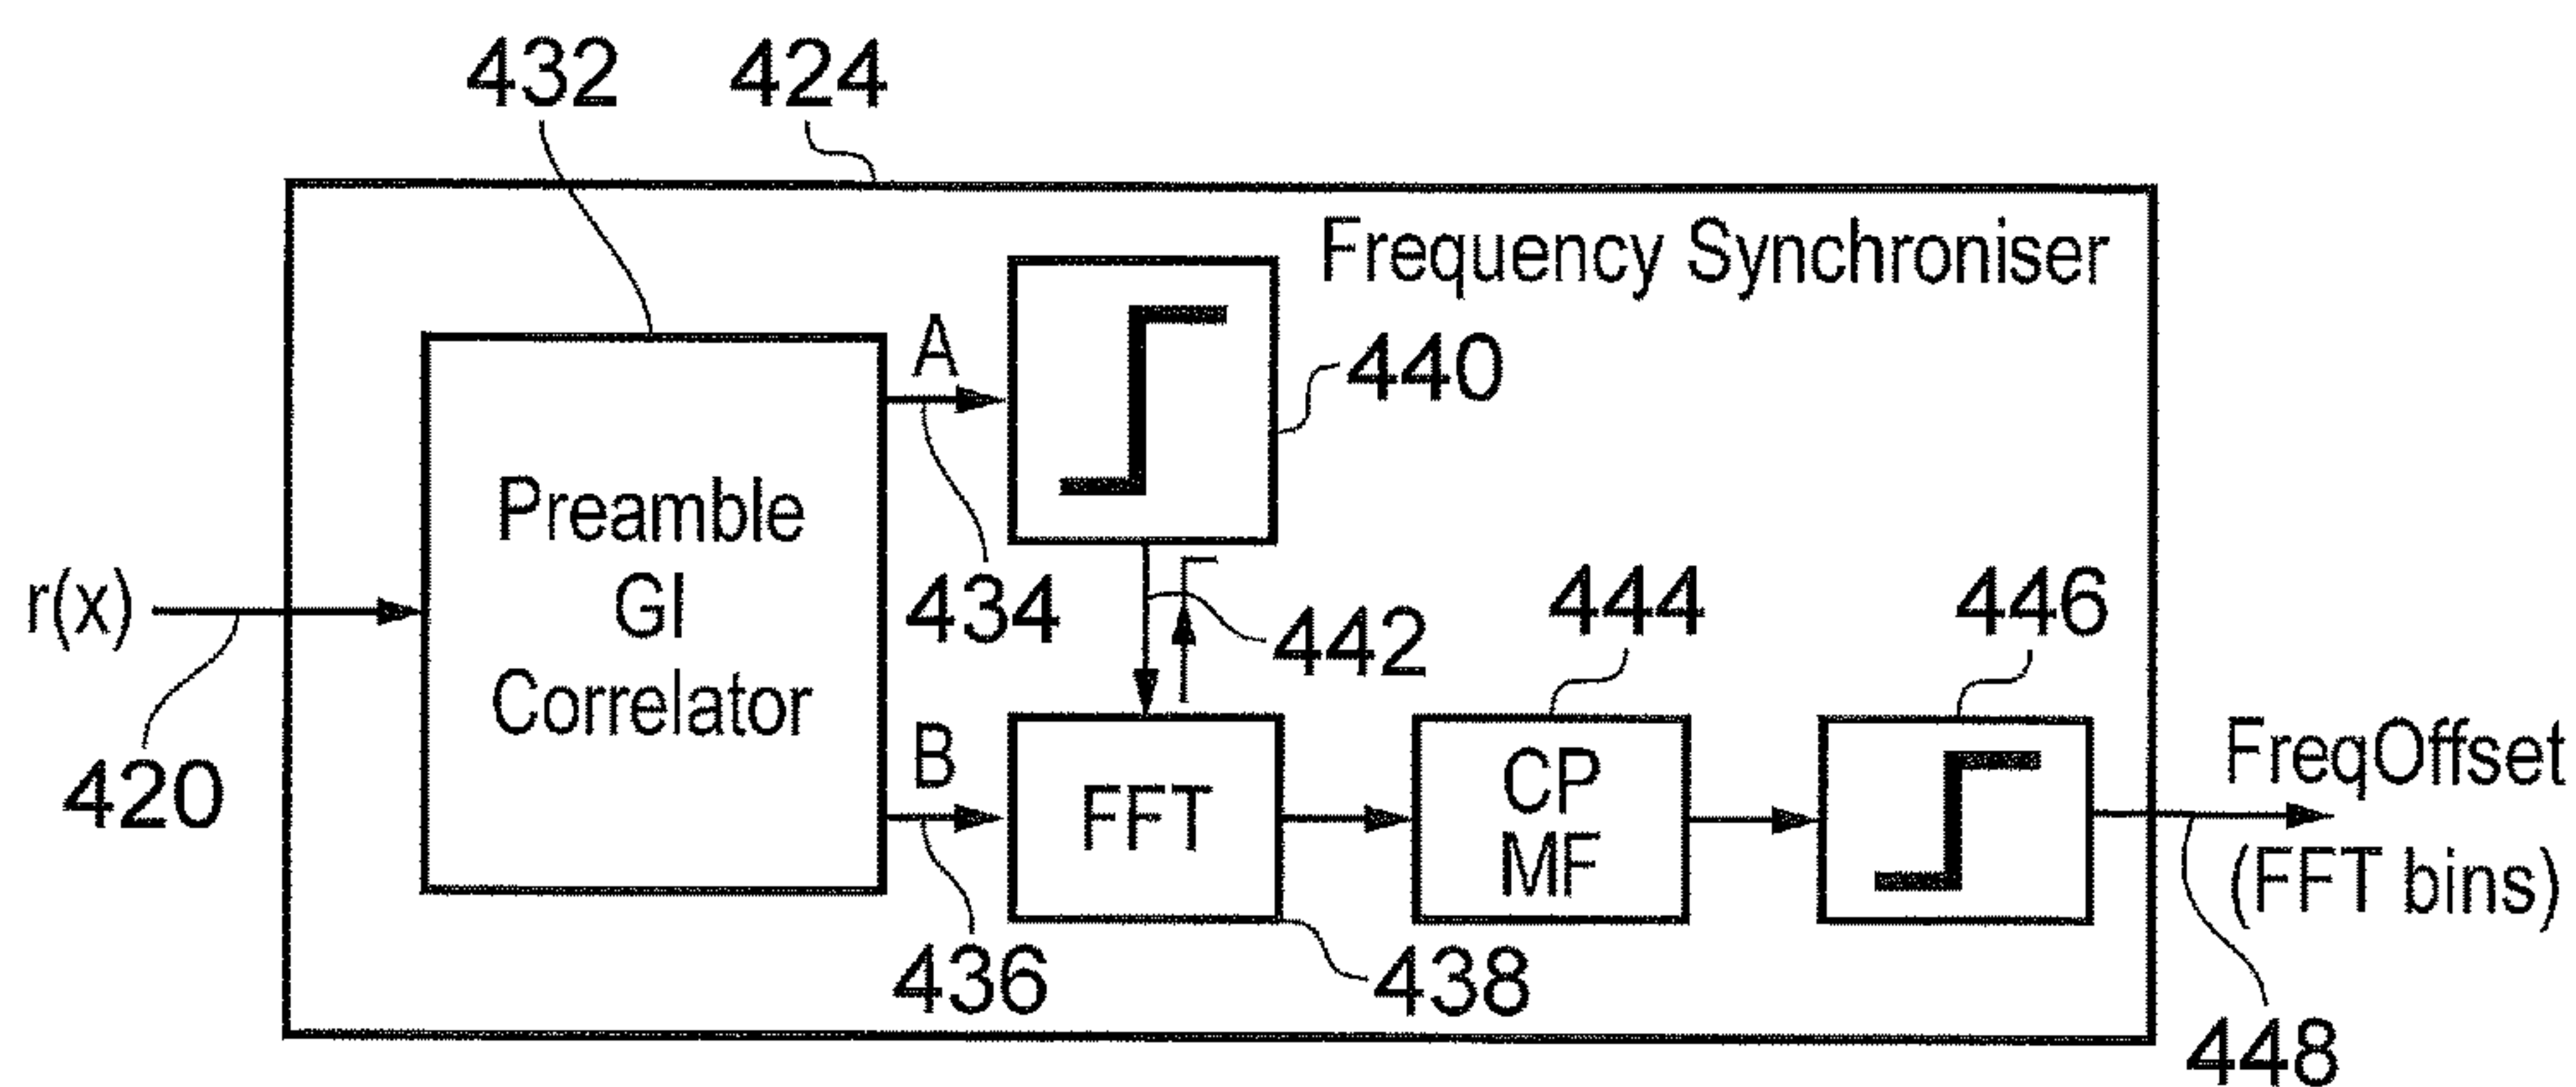 432
424
Frequency Synchroniser
A
440
Preamble
GI
Correlator
r(x)
434
442
444
446
420
B
FFT
CP
MF
FreqOffset
(FFT bins)
436
438
448